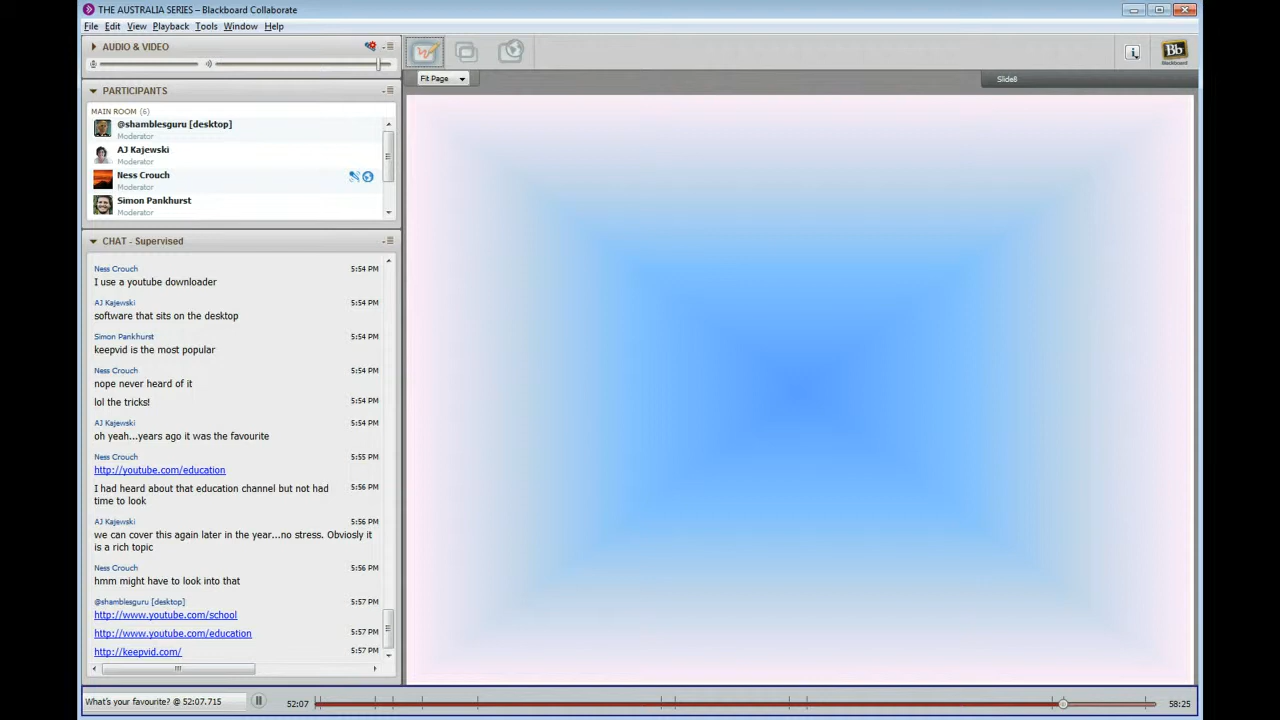 THE AUSTRALIA SERIES – Blackboard Collaborate
File Edit View Playback Tools Window Help
AUDIO & VIDEO
Fit Page
Slide8
Bb
Blackboard
PARTICIPANTS
MAIN ROOM (6)
@shamblesguru [desktop]
Moderator
AJ Kajewski
Moderator
Ness Crouch
Moderator
Simon Pankhurst
Moderator
CHAT - Supervised
Ness Crouch 5:54 PM
I use a youtube downloader
AJ Kajewski 5:54 PM
software that sits on the desktop
Simon Pankhurst 5:54 PM
keepvid is the most popular
Ness Crouch 5:54 PM
nope never heard of it
lol the tricks! 5:54 PM
AJ Kajewski 5:54 PM
oh yeah...years ago it was the favourite
Ness Crouch 5:55 PM
http://youtube.com/education
I had heard about that education channel but not had 5:56 PM
time to look
AJ Kajewski 5:56 PM
we can cover this again later in the year...no stress. Obviosly it
is a rich topic
Ness Crouch 5:56 PM
hmm might have to look into that
@shamblesguru [desktop] 5:57 PM
http://www.youtube.com/school
http://www.youtube.com/education 5:57 PM
http://keepvid.com/ 5:57 PM
What's your favourite? @ 52:07.715 52:07 58:25